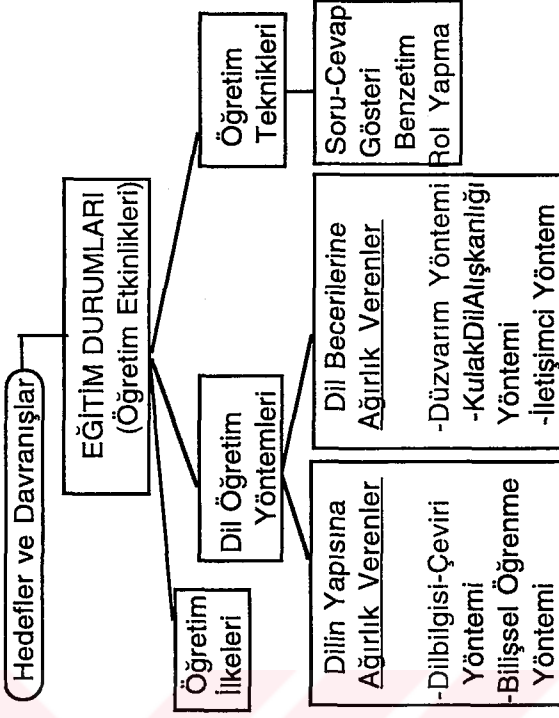 Hedefler ve Davranışlar
EĞİTİM DURUMLARI
(Öğretim Etkinlikleri)
Öğretim
İlkeleri
Dil Öğretim
Yöntemleri
Öğretim
Teknikleri
Dilin Yapısına
Ağırlık Verenler
-Dilbilgisi-Çeviri
Yöntemi
-Bilişsel Öğrenme
Yöntemi
Dil Becerilerine
Ağırlık Verenler
-Düzvarım Yöntemi
-KulakDilAlışkanlığı
Yöntemi
-İletişimci Yöntem
Soru-Cevap
Gösteri
Benzetim
Rol Yapma